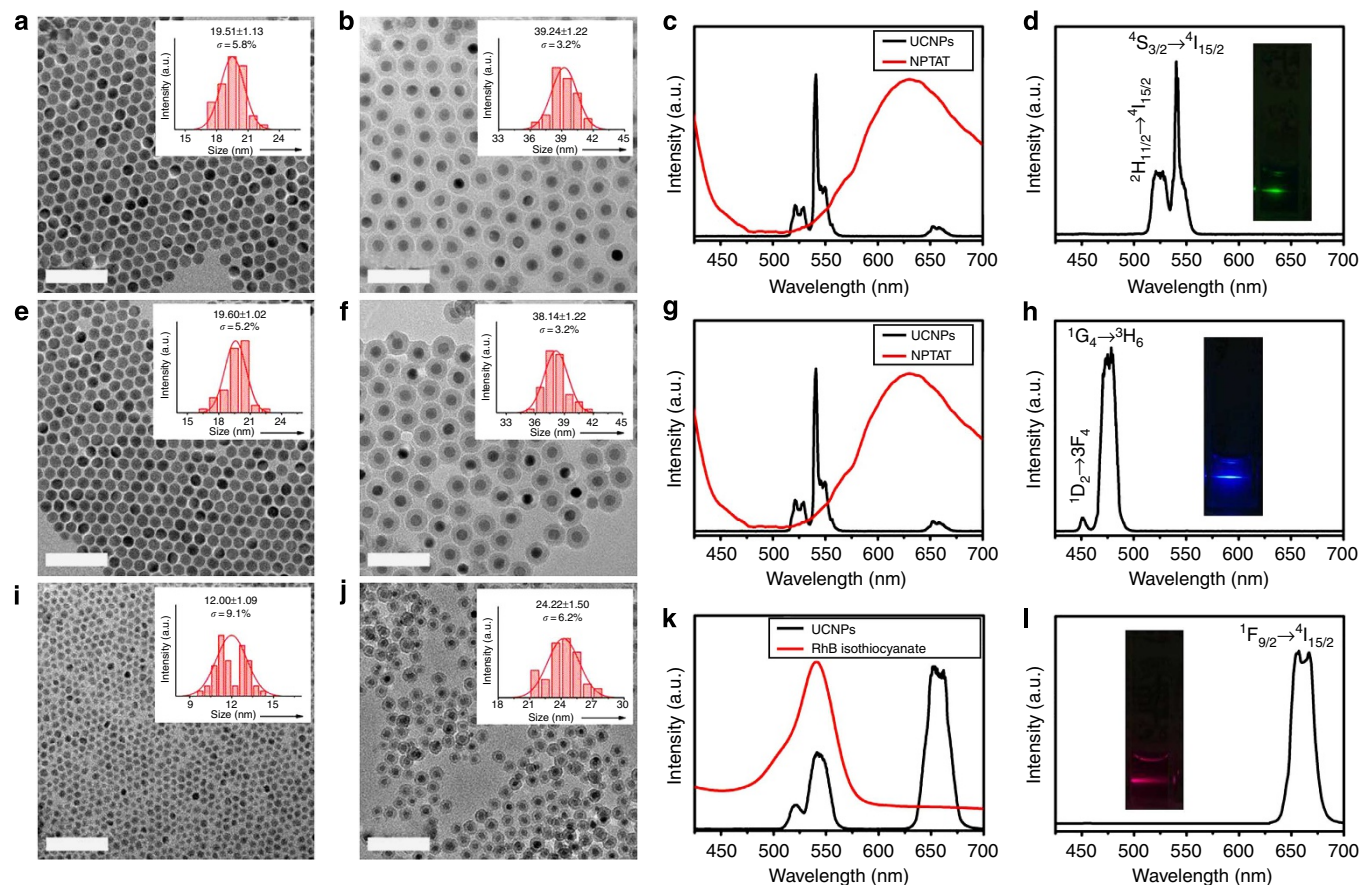 a
19.51±1.13
σ=5.8%
Intensity (a.u.)
15 18 21 24
Size (nm)
b
39.24±1.22
σ=3.2%
Intensity (a.u.)
33 36 39 42 45
Size (nm)
c
UCNPs
NPTAT
Intensity (a.u.)
450 500 550 600 650 700
Wavelength (nm)
d
⁴S₃/₂→⁴I₁₅/₂
²H₁₁/₂→⁴I₁₅/₂
Intensity (a.u.)
450 500 550 600 650 700
Wavelength (nm)
e
19.60±1.02
σ=5.2%
Intensity (a.u.)
15 18 21 24
Size (nm)
f
38.14±1.22
σ=3.2%
Intensity (a.u.)
33 36 39 42 45
Size (nm)
g
UCNPs
NPTAT
Intensity (a.u.)
450 500 550 600 650 700
Wavelength (nm)
h
¹G₄→³H₆
¹D₂→3F₄
Intensity (a.u.)
450 500 550 600 650 700
Wavelength (nm)
i
12.00±1.09
σ=9.1%
Intensity (a.u.)
9 12 15
Size (nm)
j
24.22±1.50
σ=6.2%
Intensity (a.u.)
18 21 24 27 30
Size (nm)
k
UCNPs
RhB isothiocyanate
Intensity (a.u.)
450 500 550 600 650 700
Wavelength (nm)
l
¹F₉/₂→⁴I₁₅/₂
Intensity (a.u.)
450 500 550 600 650 700
Wavelength (nm)